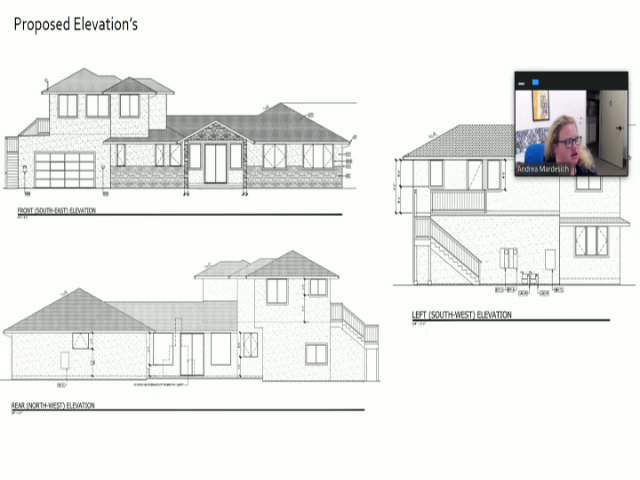 Proposed Elevation's
Andrea Mardesich
FRONT (SOUTH-EAST) ELEVATION
LEFT (SOUTH-WEST) ELEVATION
REAR (NORTH-WEST) ELEVATION